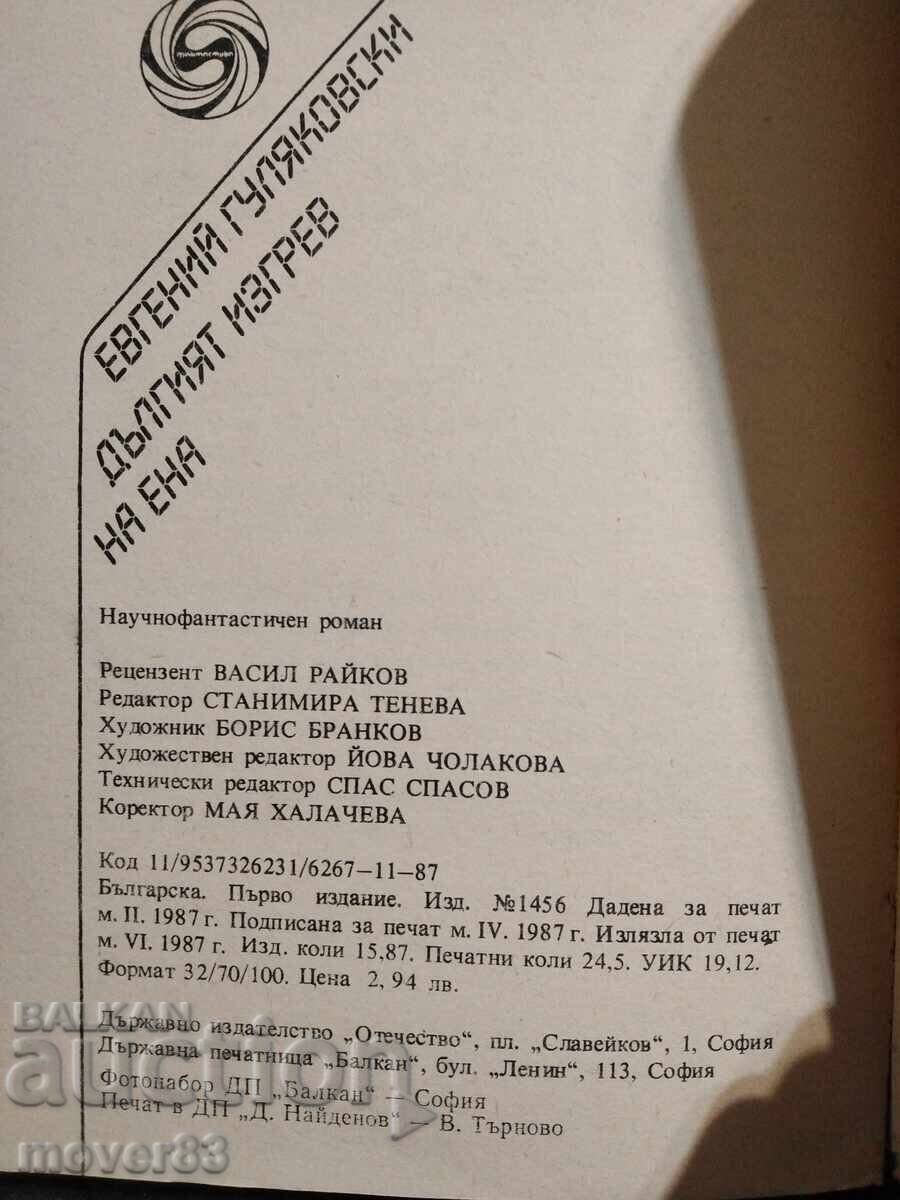 фантастика
ЕВГЕНИЙ ГУЛЯКОВСКИ
ДЪЛГИЯТ ИЗГРЕВ
НА ЕНА
Научнофантастичен роман
Рецензент ВАСИЛ РАЙКОВ
Редактор СТАНИМИРА ТЕНЕВА
Художник БОРИС БРАНКОВ
Художествен редактор ЙОВА ЧОЛАКОВА
Технически редактор СПАС СПАСОВ
Коректор МАЯ ХАЛАЧЕВА
Код 11/9537326231/6267—11—87
Българска. Първо издание. Изд. №1456 Дадена за печат
м. II. 1987 г. Подписана за печат м. IV. 1987 г. Излязла от печат
м. VI. 1987 г. Изд. коли 15,87. Печатни коли 24,5. УИК 19,12.
Формат 32/70/100. Цена 2, 94 лв.
Държавно издателство „Отечество“, пл. „Славейков“, 1, София
Държавна печатница „Балкан“, бул. „Ленин“, 113, София
Фотонабор ДП „Балкан“ — София
Печат в ДП „Д. Найденов“ — В. Търново
BALKAN
auction
mover83